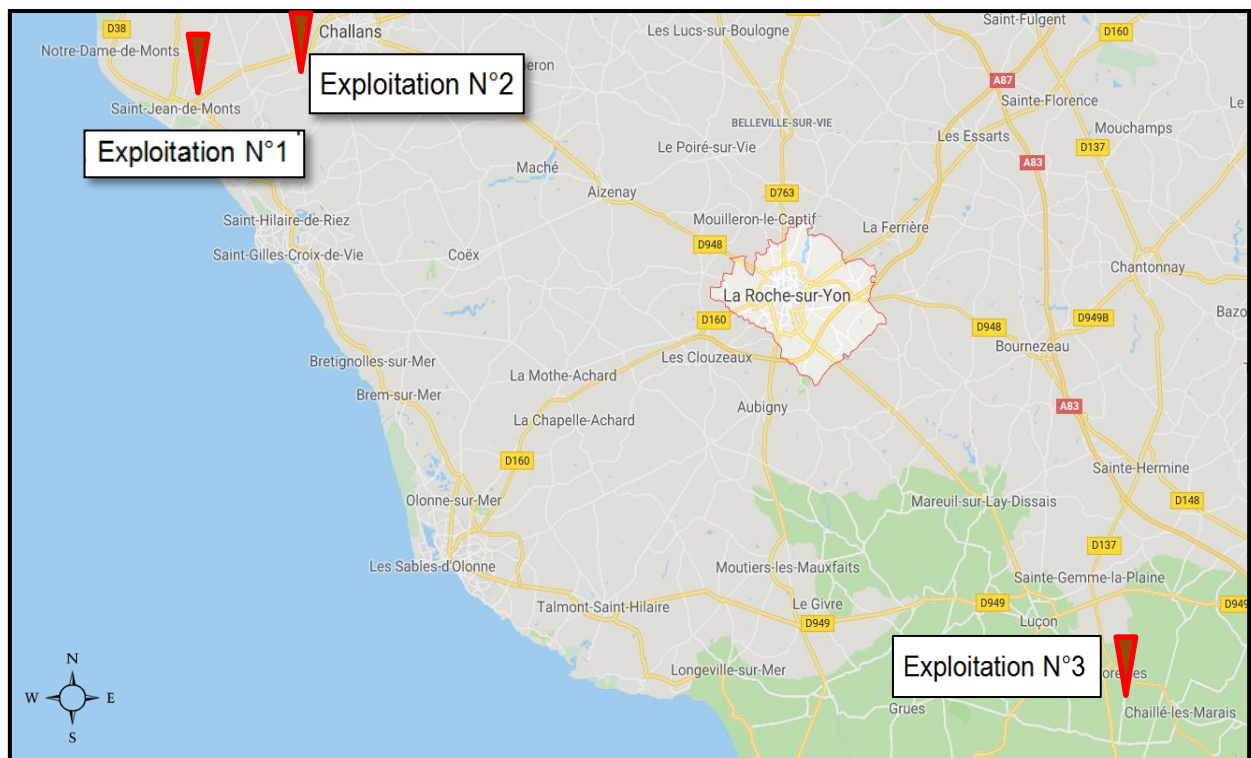 D38
Challans
Saint-Fulgent
Les Lucs-sur-Boulogne
D160
Notre-Dame-de-Monts
Exploitation N°2
A87
Sainte-Florence
Saint-Jean-de-Monts
BELLEVILLE-SUR-VIE
Les Essarts
Mouchamps
Exploitation N°1
Le Poiré-sur-Vie
D137
A83
Maché
Aizenay
D763
Saint-Hilaire-de-Riez
Mouilleron-le-Captif
La Ferrière
Saint-Gilles-Croix-de-Vie
Coëx
D948
Chantonnay
La Roche-sur-Yon
D160
D948
D949B
Bournezeau
Bretignolles-sur-Mer
Les Clouzeaux
La Mothe-Achard
Brem-sur-Mer
Aubigny
A83
La Chapelle-Achard
D160
Sainte-Hermine
Olonne-sur-Mer
Mareuil-sur-Lay-Dissais
D148
D137
Les Sables-d'Olonne
Moutiers-les-Mauxfaits
Sainte-Gemme-la-Plaine
Talmont-Saint-Hilaire
Le Givre
D949
D949
D949
Luçon
Longeville-sur-Mer
Exploitation N°3
Grues
Chaillé-les-Marais
N
W E
S